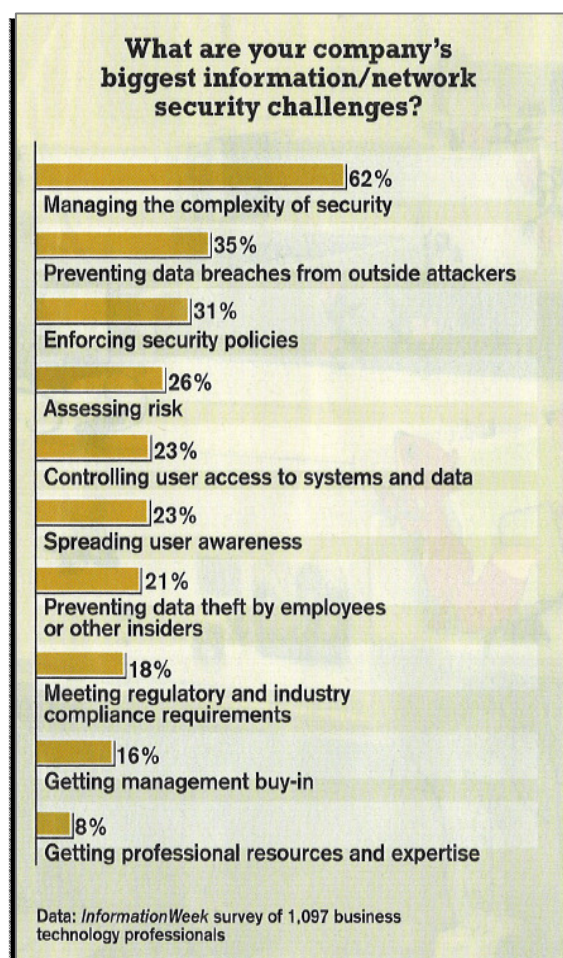 What are your company's
biggest information/network
security challenges?
62%
Managing the complexity of security
35%
Preventing data breaches from outside attackers
31%
Enforcing security policies
26%
Assessing risk
23%
Controlling user access to systems and data
23%
Spreading user awareness
21%
Preventing data theft by employees
or other insiders
18%
Meeting regulatory and industry
compliance requirements
16%
Getting management buy-in
8%
Getting professional resources and expertise
Data: InformationWeek survey of 1,097 business
technology professionals